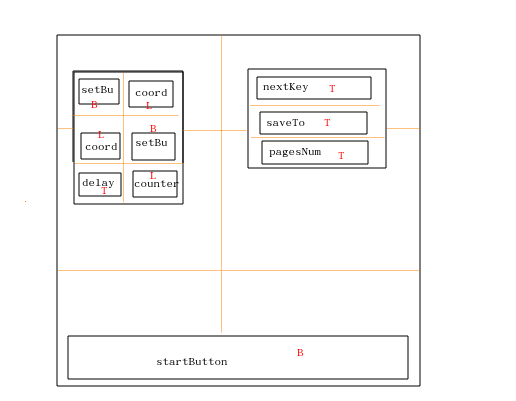 setBu
B
coord
L
L
coord
B
setBu
delay
T
L
counter
nextKey T
saveTo T
pagesNum T
startButton B